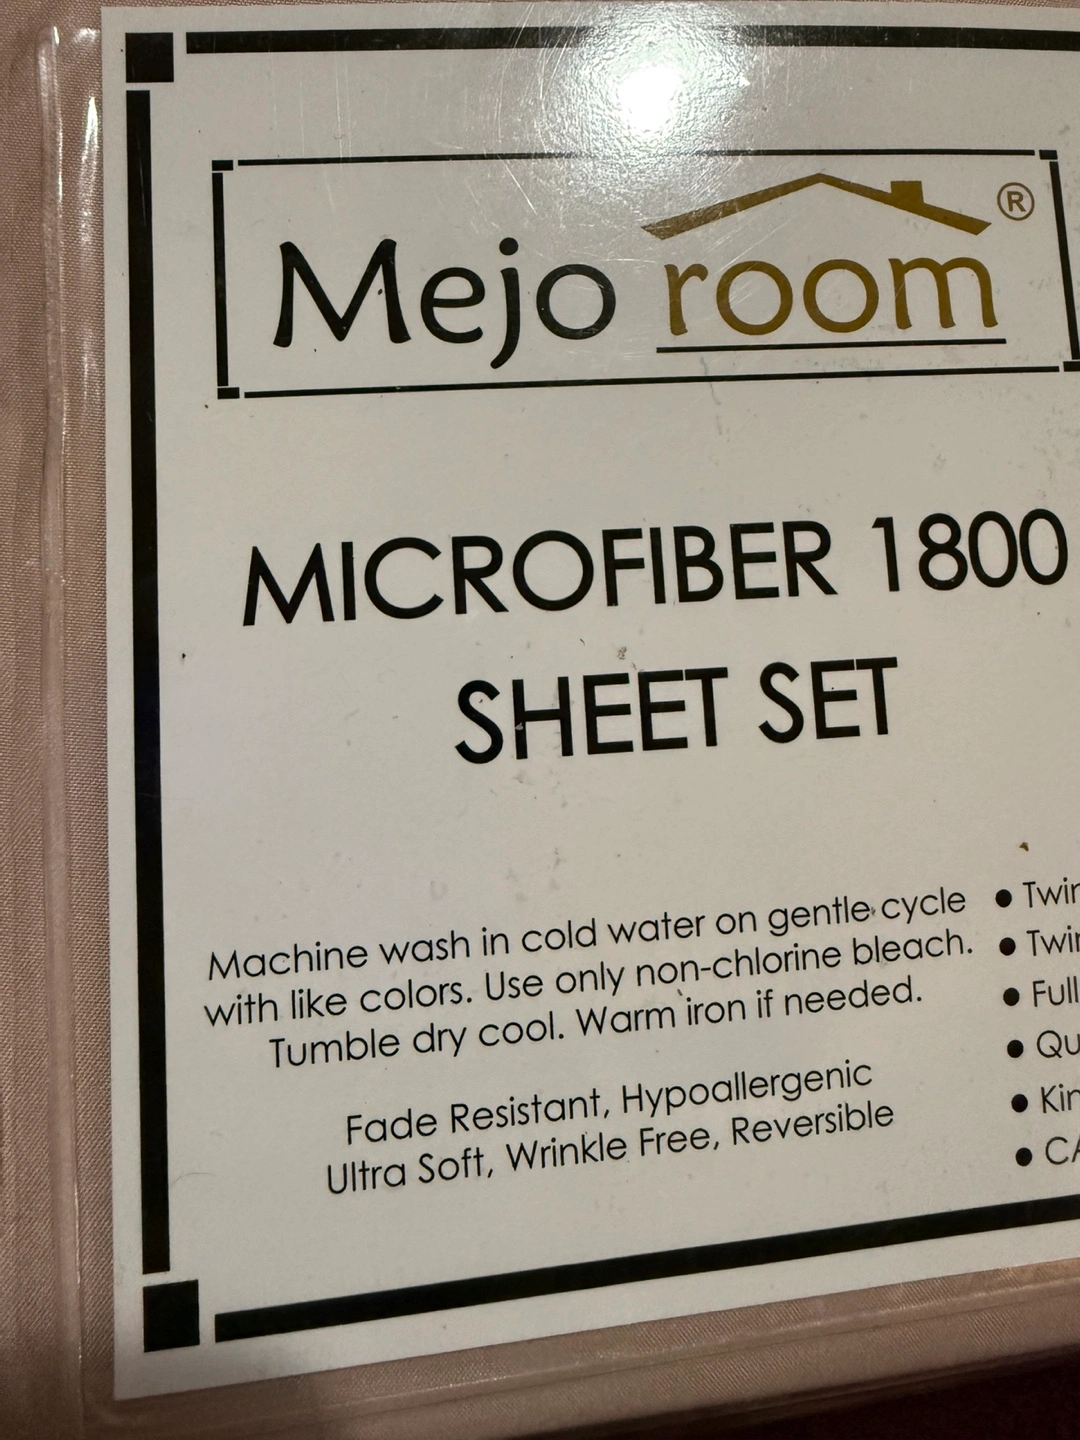 Mejo room ®
MICROFIBER 1800
SHEET SET
Machine wash in cold water on gentle cycle
with like colors. Use only non-chlorine bleach.
Tumble dry cool. Warm iron if needed.
Fade Resistant, Hypoallergenic
Ultra Soft, Wrinkle Free, Reversible
• Twin
• Twin
• Full